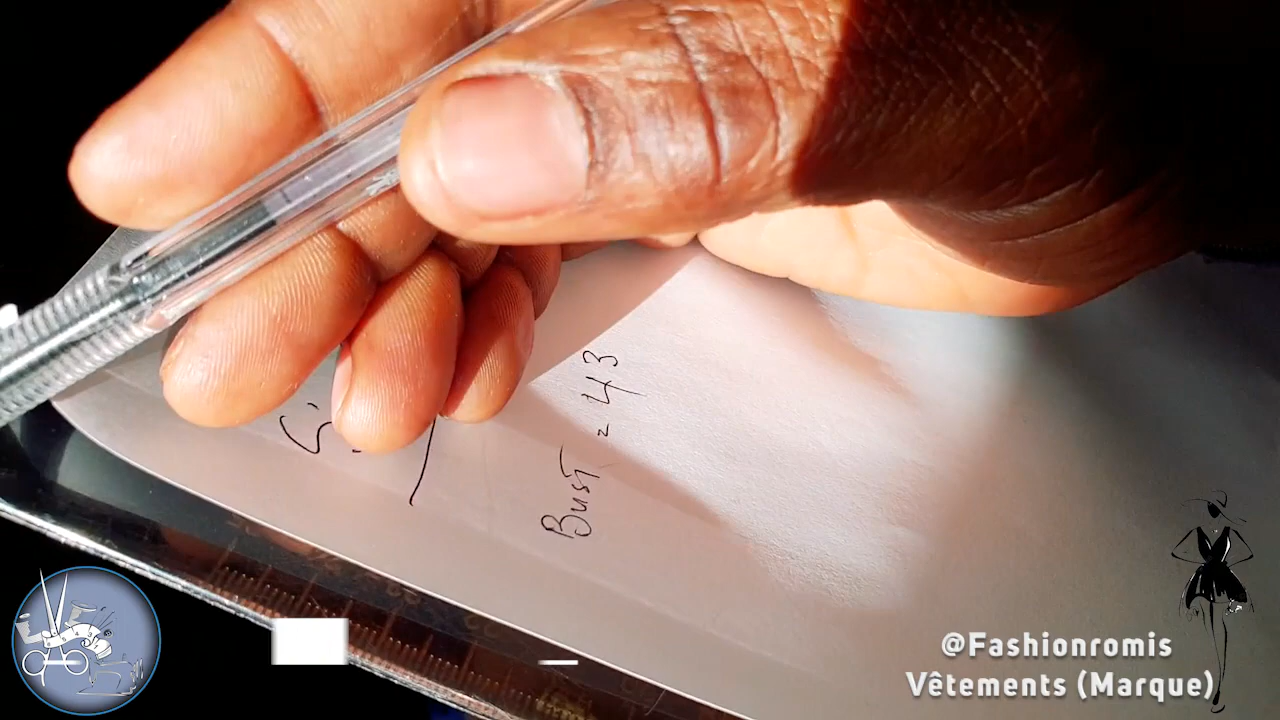 Bust = 43
@Fashionromis
Vêtements (Marque)